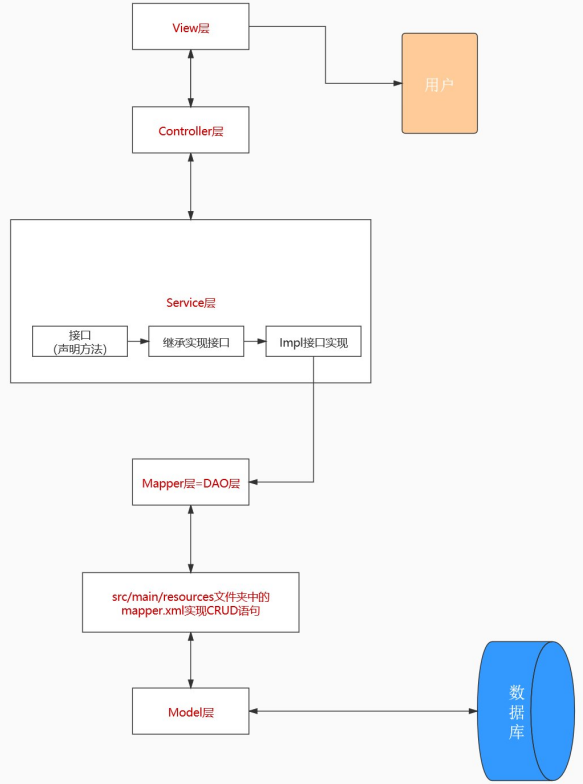 View层
用户
Controller层
Service层
接口
(声明方法)
继承实现接口
Impl接口实现
Mapper层=DAO层
src/main/resources文件夹中的
mapper.xml实现CRUD语句
Model层
数
据
库